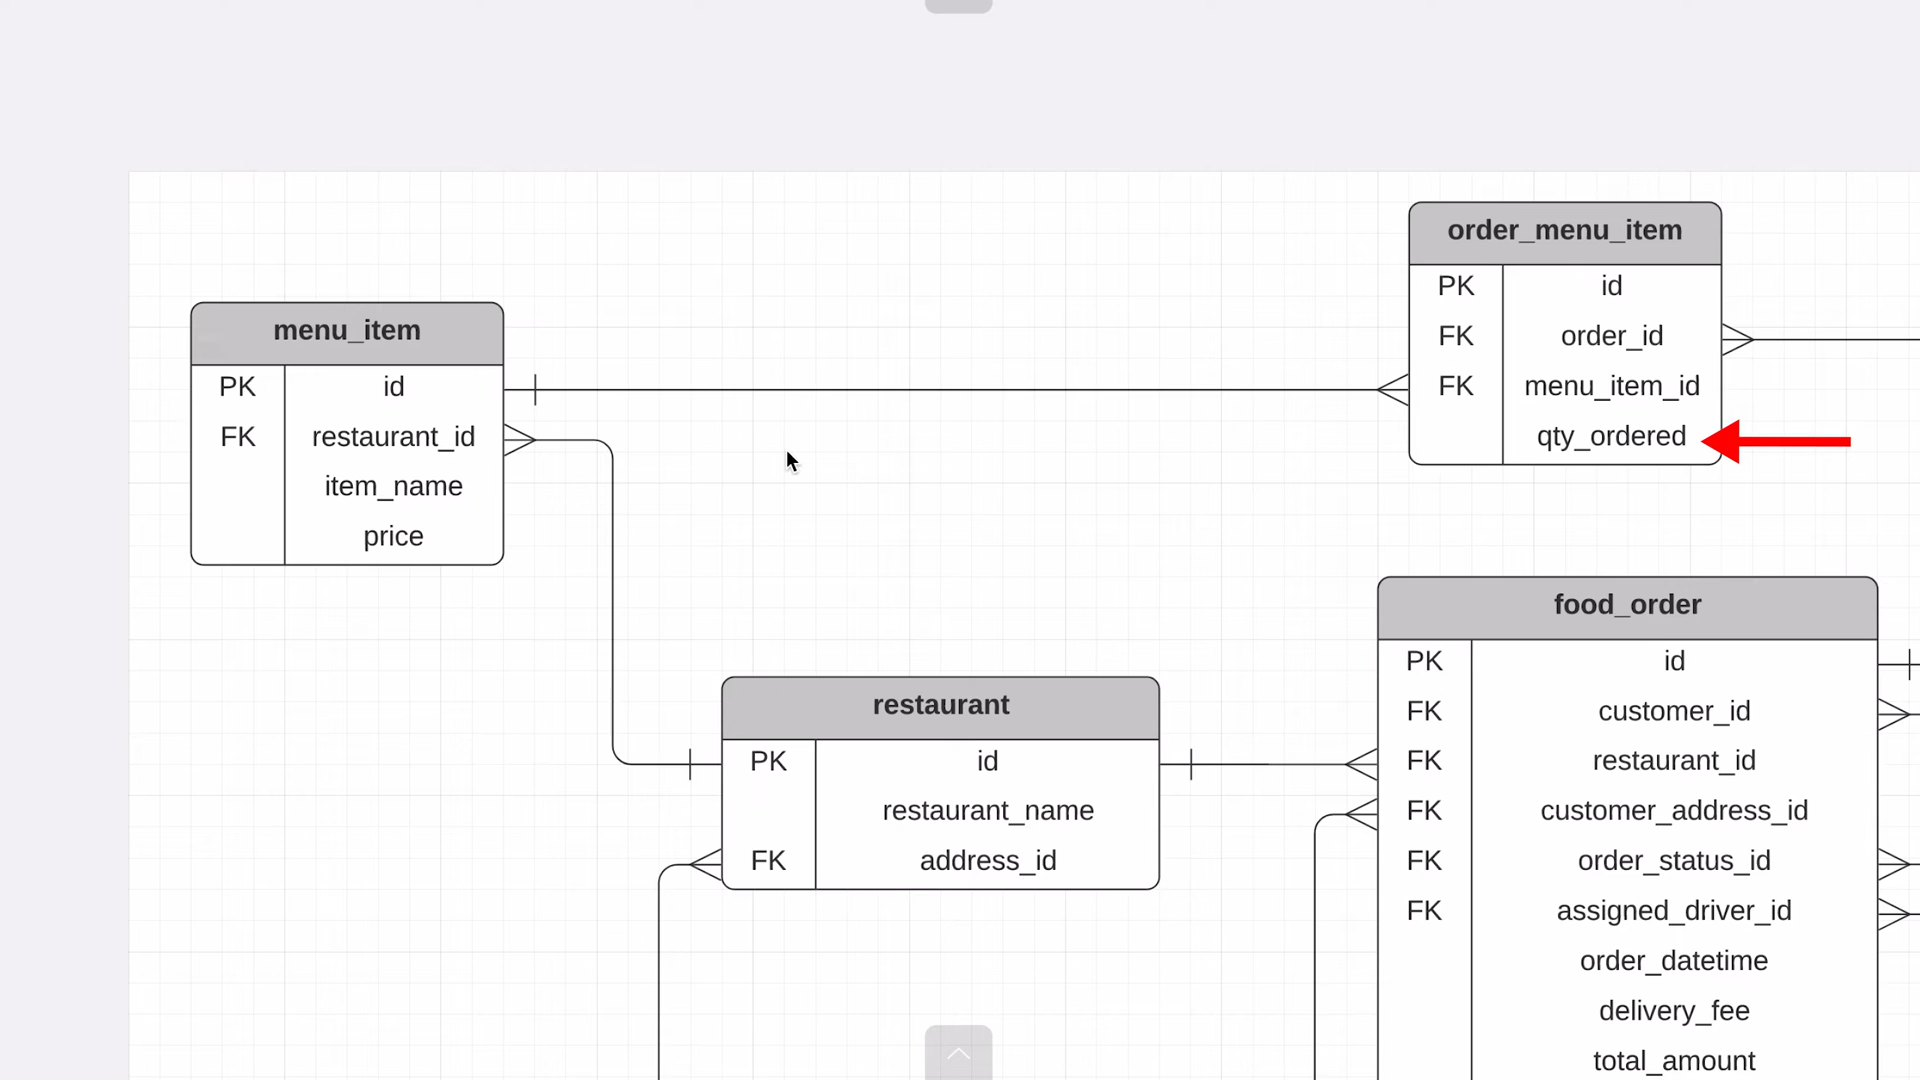 menu_item
PK id
FK restaurant_id
item_name
price
order_menu_item
PK id
FK order_id
FK menu_item_id
qty_ordered
restaurant
PK id
restaurant_name
FK address_id
food_order
PK id
FK customer_id
FK restaurant_id
FK customer_address_id
FK order_status_id
FK assigned_driver_id
order_datetime
delivery_fee
total_amount